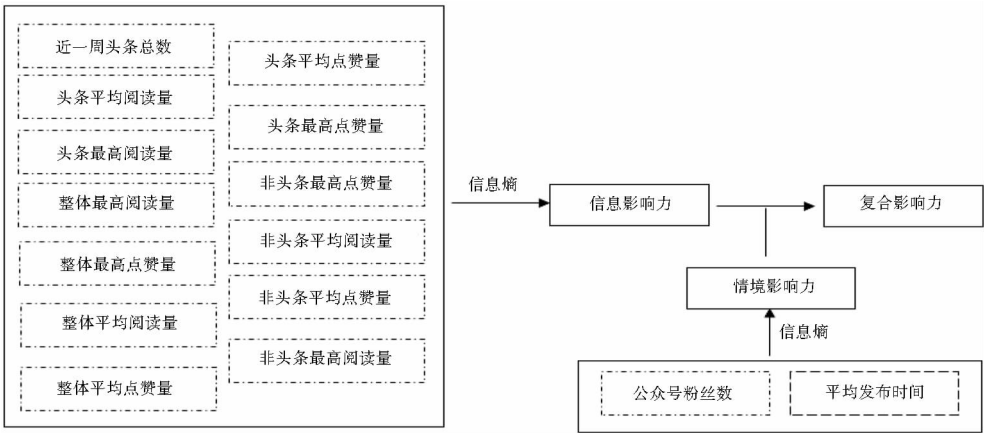 近一周头条总数
头条平均阅读量
头条最高阅读量
整体最高阅读量
整体最高点赞量
整体平均阅读量
整体平均点赞量
头条平均点赞量
头条最高点赞量
非头条最高点赞量
非头条平均阅读量
非头条平均点赞量
非头条最高阅读量
信息熵
信息影响力
复合影响力
情境影响力
信息熵
公众号粉丝数
平均发布时间